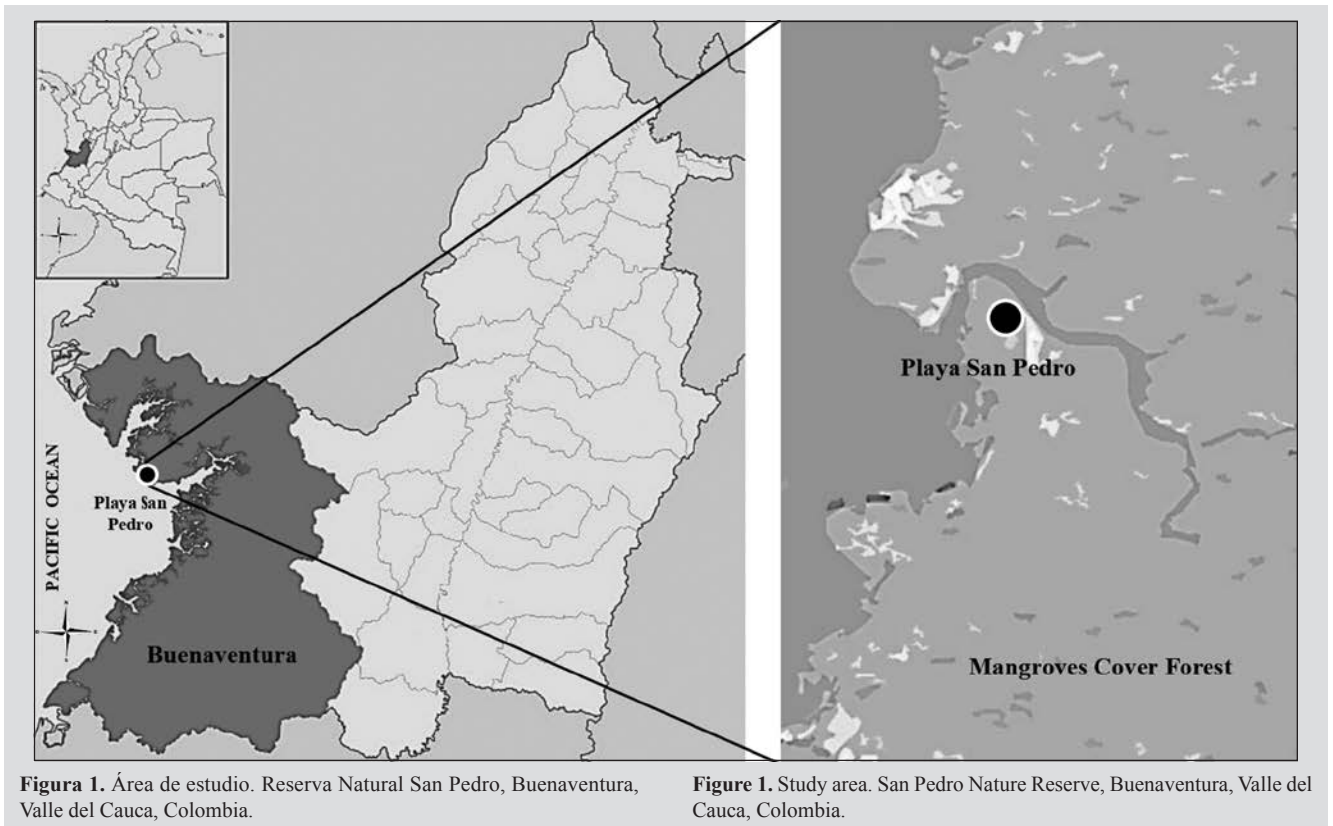 PACIFIC OCEAN
Playa San
Pedro
Buenaventura
Playa San Pedro
Mangroves Cover Forest
Figura 1. Área de estudio. Reserva Natural San Pedro, Buenaventura,
Valle del Cauca, Colombia.
Figure 1. Study area. San Pedro Nature Reserve, Buenaventura, Valle del
Cauca, Colombia.